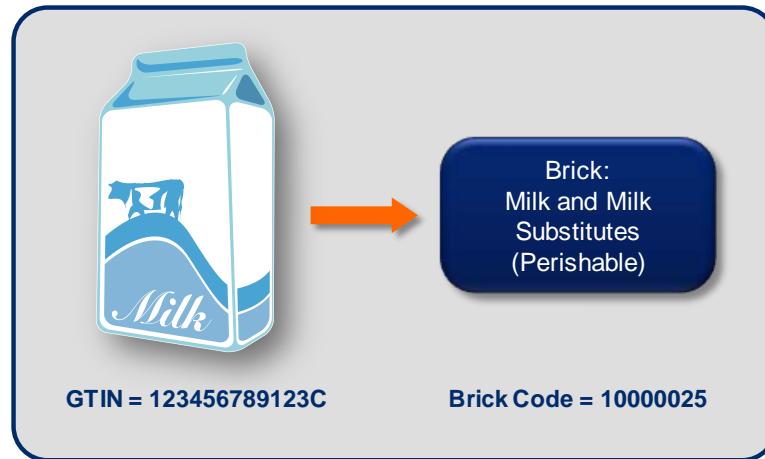 Brick:
Milk and Milk
Substitutes
(Perishable)
Milk
GTIN = 123456789123C
Brick Code = 10000025